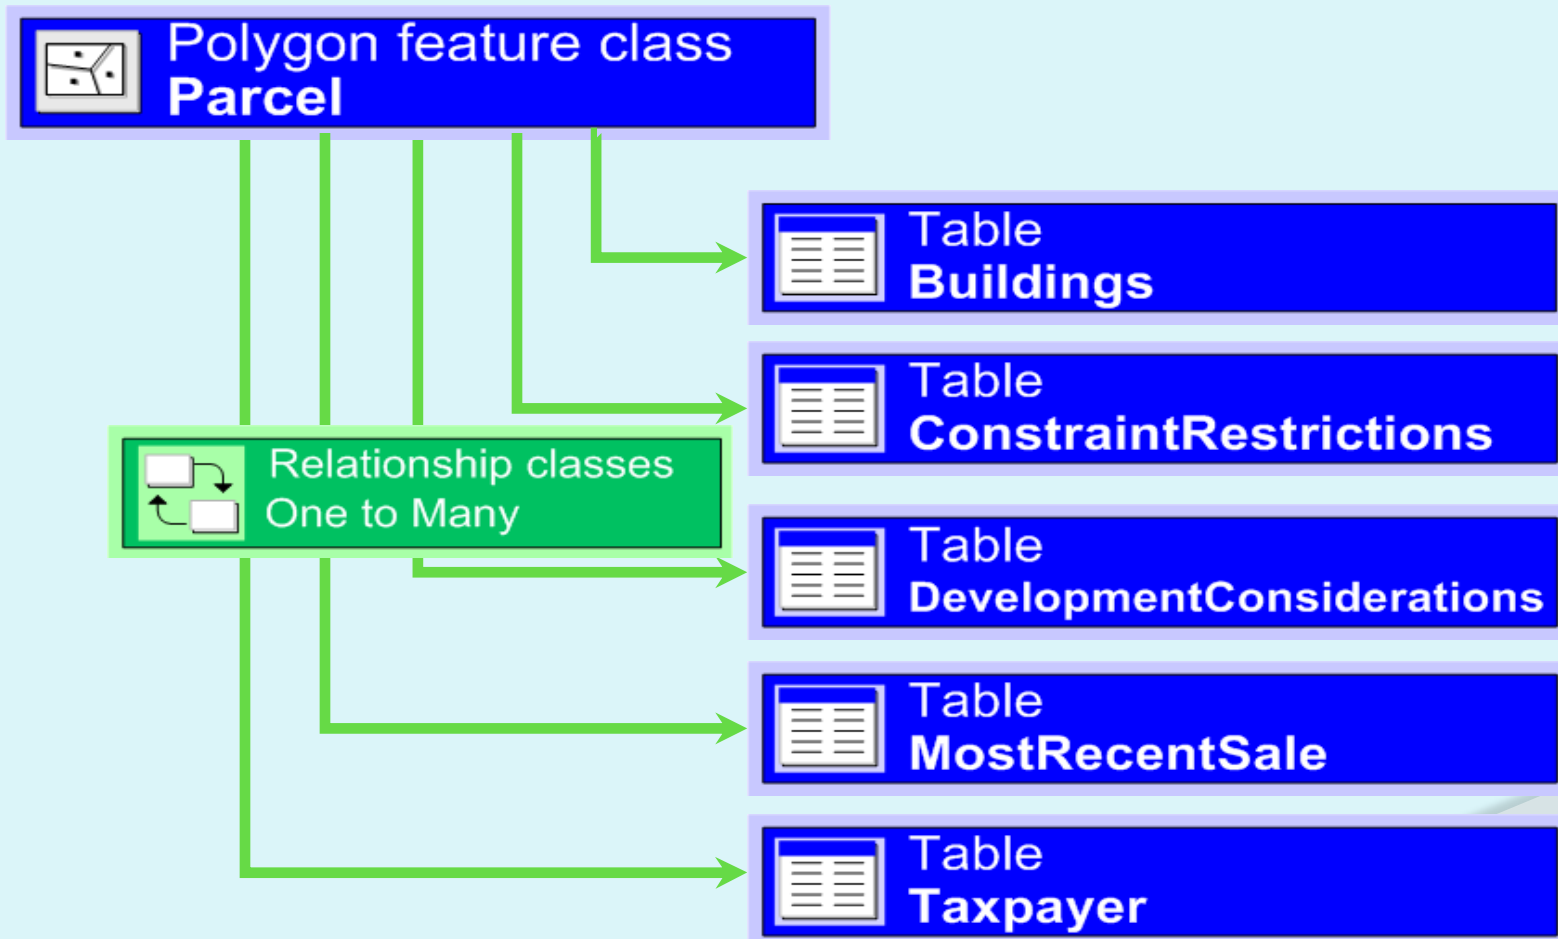 Polygon feature class
Parcel
Table
Buildings
Table
ConstraintRestrictions
Relationship classes
One to Many
Table
DevelopmentConsiderations
Table
MostRecentSale
Table
Taxpayer